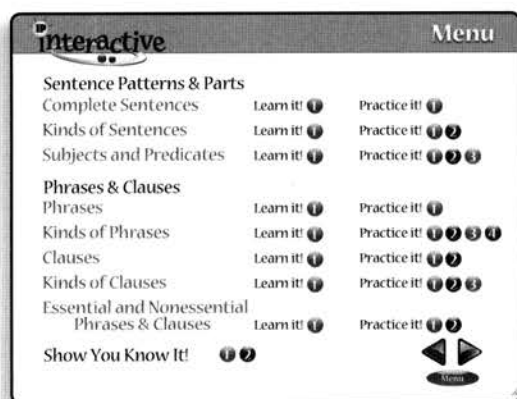 IP
interactive
Menu
Sentence Patterns & Parts
Complete Sentences Learn it! 1 Practice it! 1
Kinds of Sentences Learn it! 1 Practice it! 1 2
Subjects and Predicates Learn it! 1 Practice it! 1 2 3
Phrases & Clauses
Phrases Learn it! 1 Practice it! 1
Kinds of Phrases Learn it! 1 Practice it! 1 2 3 4
Clauses Learn it! 1 Practice it! 1 2
Kinds of Clauses Learn it! 1 Practice it! 1 2 3
Essential and Nonessential
Phrases & Clauses Learn it! 1 Practice it! 1 2
Show You Know It! 1 2
Menu